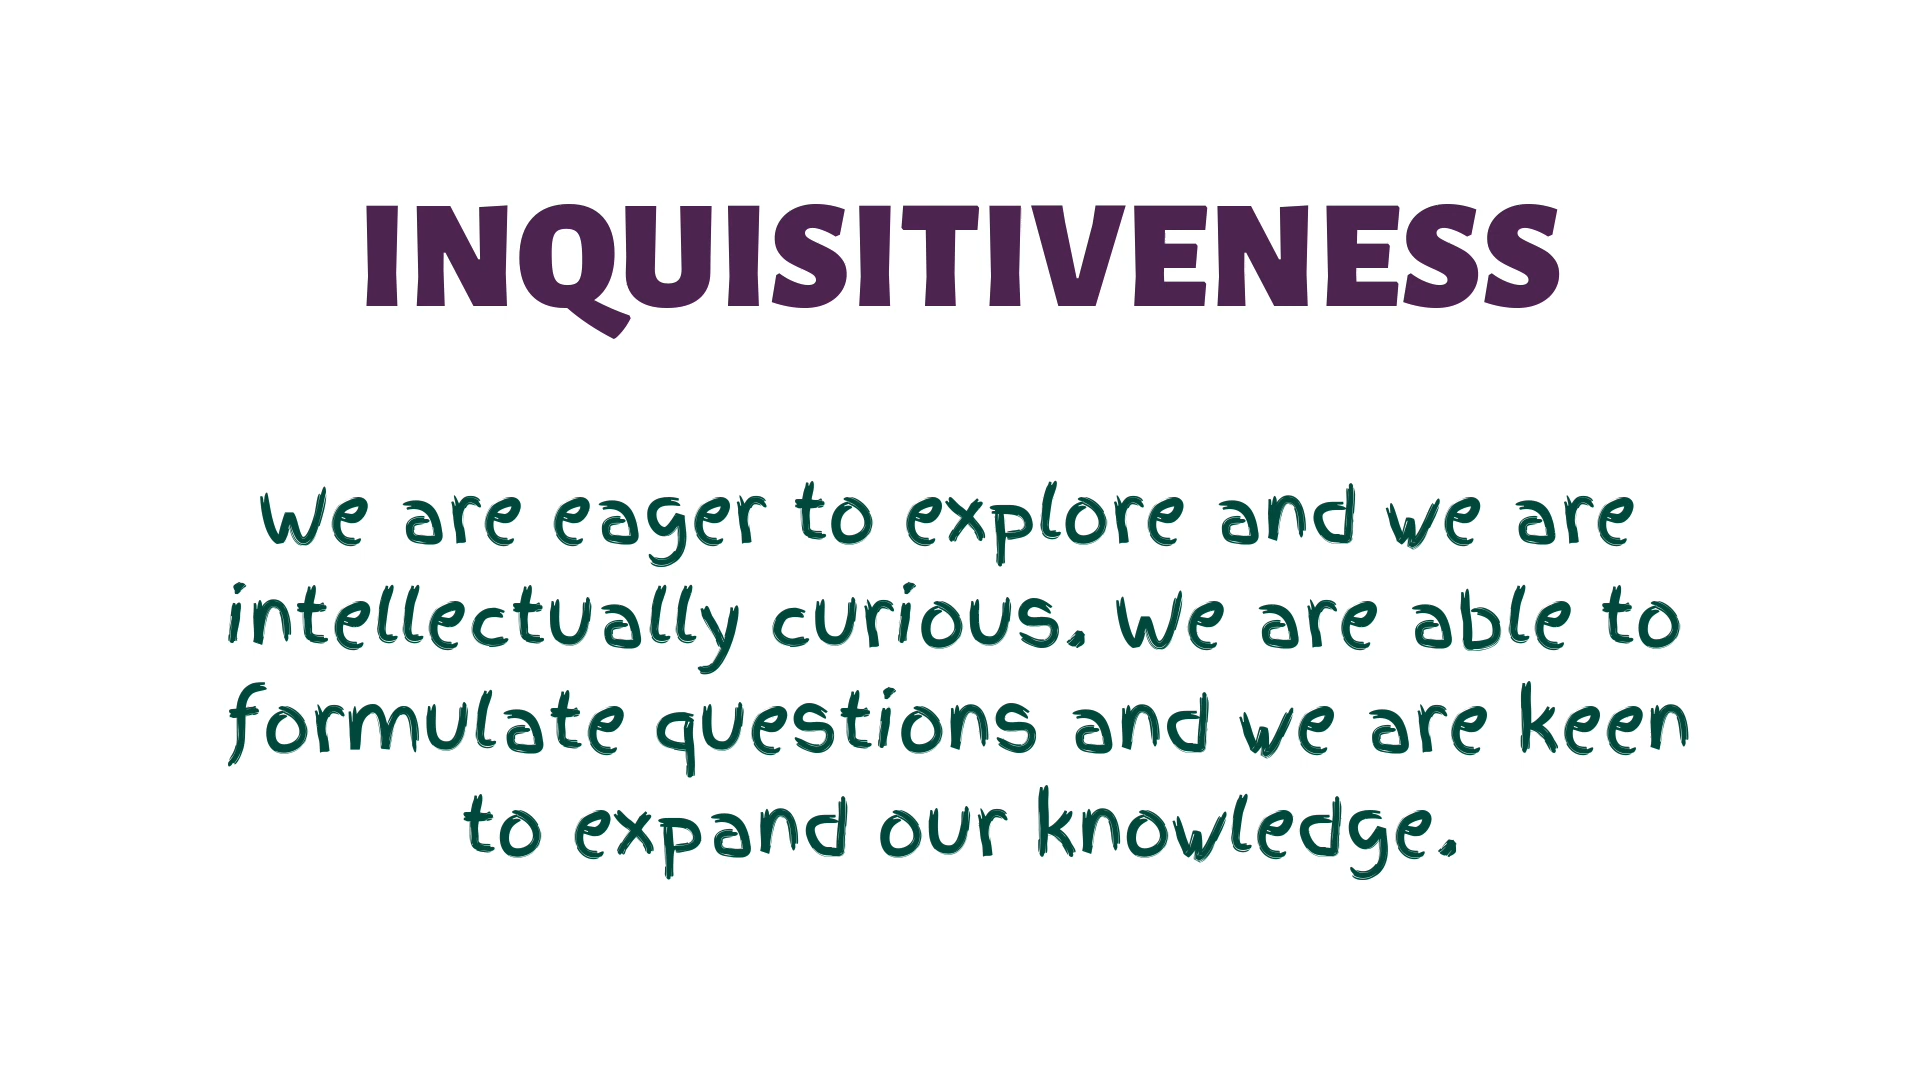 INQUISITIVENESS
We are eager to explore and we are
intellectually curious. We are able to
formulate questions and we are keen
to expand our knowledge.